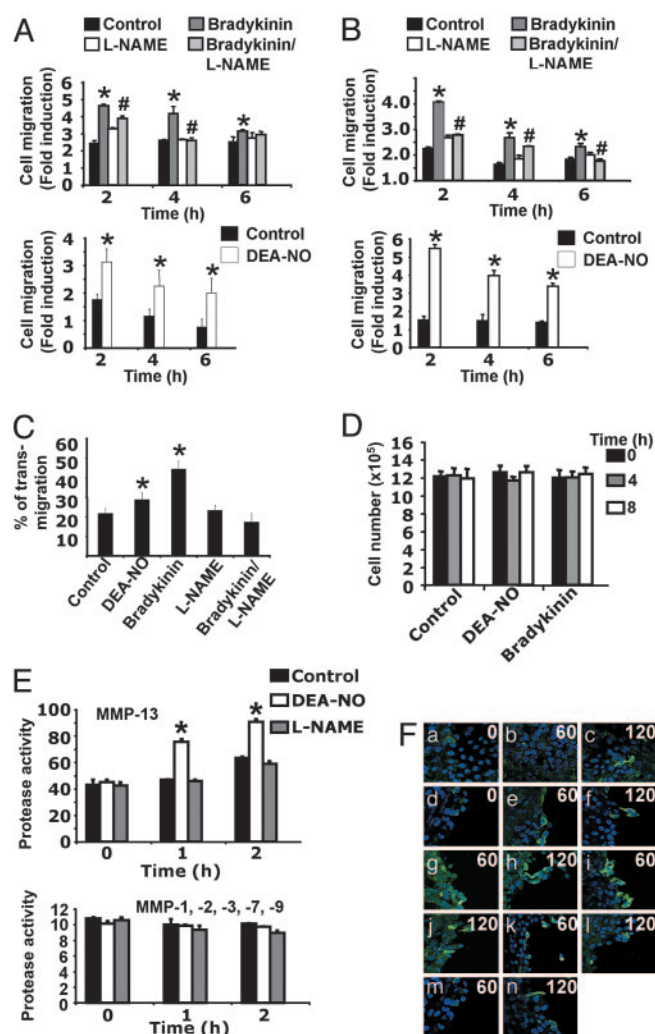 A
Control
Bradykinin
L-NAME
Bradykinin/
L-NAME
Cell migration
(Fold induction)
6
5
4
3
2
1
0
* # * # *
2 4 6
Time (h)
Control
DEA-NO
Cell migration
(Fold induction)
4
3
2
1
0
* * *
2 4 6
Time (h)
B
Control
Bradykinin
L-NAME
Bradykinin/
L-NAME
Cell migration
(Fold induction)
4.0
3.0
2.0
1.0
* # * # * #
2 4 6
Time (h)
Control
DEA-NO
Cell migration
(Fold induction)
6
5
4
3
2
1
0
* * *
2 4 6
Time (h)
C
% of trans-
migration
60
50
40
30
20
10
* *
Control
DEA-NO
Bradykinin
L-NAME
Bradykinin/
L-NAME
D
Time (h)
0
4
8
Cell number (x10⁵)
16
14
12
10
8
6
4
2
0
Control
DEA-NO
Bradykinin
E
Control
DEA-NO
L-NAME
MMP-13
Protease activity
100
80
60
40
20
0
* *
0 1 2
Time (h)
MMP-1, -2, -3, -7, -9
Protease activity
12
10
8
6
4
2
0
0 1 2
Time (h)
F
a 0 b 60 c 120
d 0 e 60 f 120
g 60 h 120 i 60
j 120 k 60 l 120
m 60 n 120